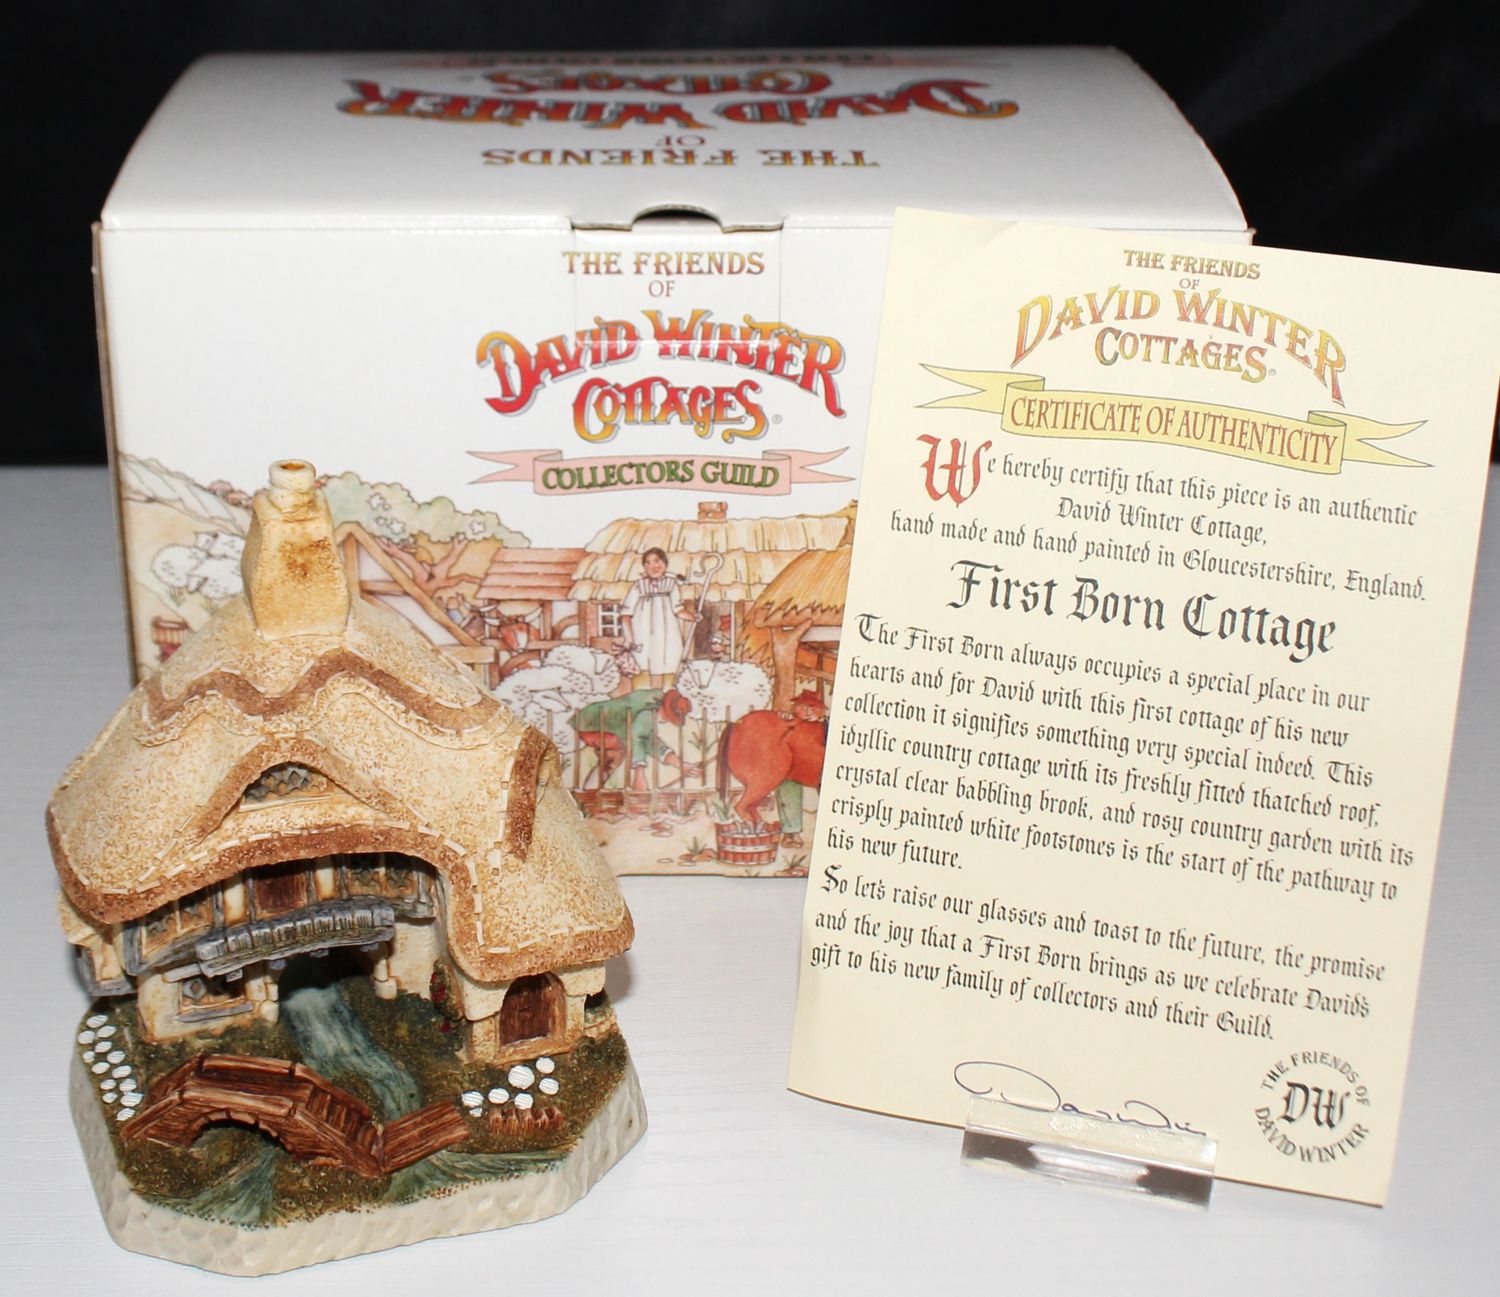 COLLECTORS GUILD
DAVID WINTER
COTTAGES
OF
THE FRIENDS
THE FRIENDS
OF
DAVID WINTER
COTTAGES®
COLLECTORS GUILD
THE FRIENDS
OF
DAVID WINTER
COTTAGES®
CERTIFICATE OF AUTHENTICITY
We hereby certify that this piece is an authentic
David Winter Cottage,
hand made and hand painted in Gloucestershire, England.
First Born Cottage
The First Born always occupies a special place in our
hearts and for David with this first cottage of his new
collection it signifies something very special indeed. This
idyllic country cottage with its freshly fitted thatched roof,
crystal clear babbling brook, and rosy country garden with its
crisply painted white footstones is the start of the pathway to
his new future.
So let's raise our glasses and toast to the future, the promise
and the joy that a First Born brings as we celebrate David's
gift to his new family of collectors and their Guild.
THE FRIENDS OF
DW
DAVID WINTER